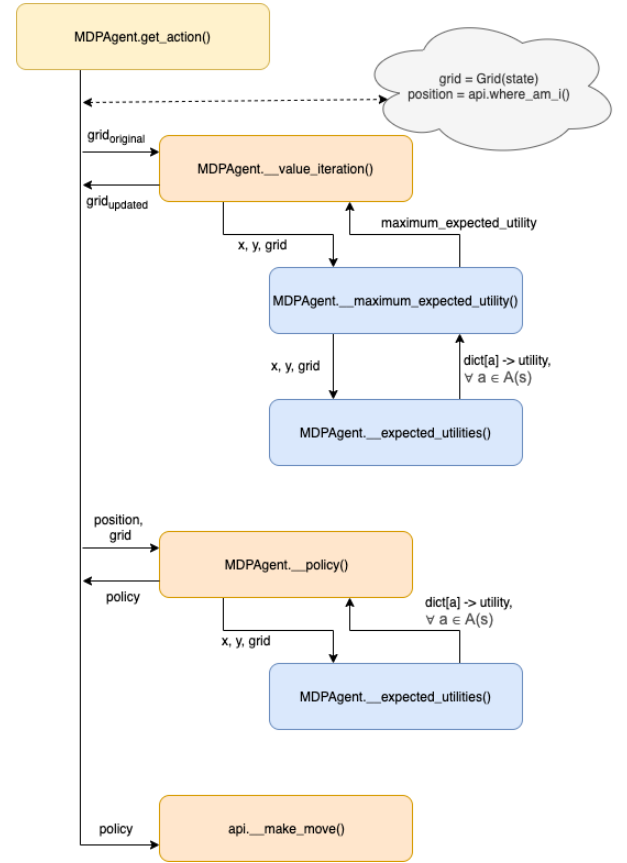 MDPAgent.get_action()
grid = Grid(state)
position = api.where_am_i()
gridoriginal
MDPAgent.__value_iteration()
gridupdated
maximum_expected_utility
x, y, grid
MDPAgent.__maximum_expected_utility()
x, y, grid
dict[a] -> utility,
∀ a ∈ A(s)
MDPAgent.__expected_utilities()
position,
grid
MDPAgent.__policy()
policy
dict[a] -> utility,
∀ a ∈ A(s)
x, y, grid
MDPAgent.__expected_utilities()
policy
api.__make_move()